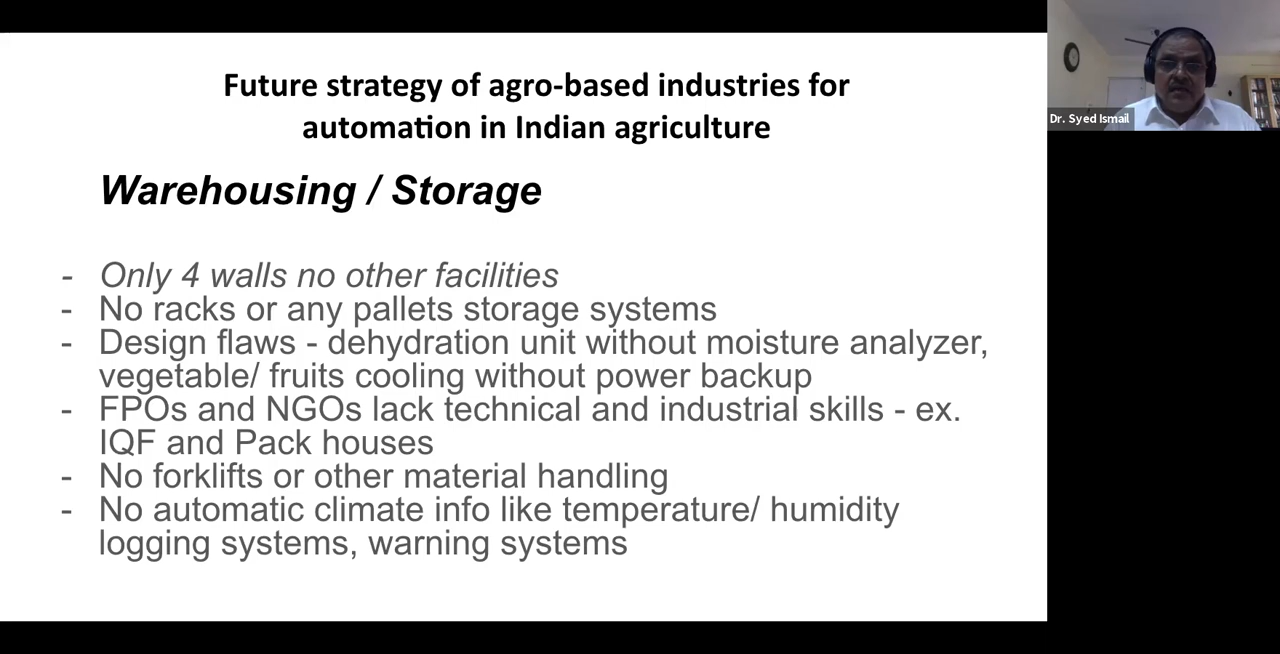 Future strategy of agro-based industries for
automation in Indian agriculture
Warehousing / Storage
- Only 4 walls no other facilities
- No racks or any pallets storage systems
- Design flaws - dehydration unit without moisture analyzer,
vegetable/ fruits cooling without power backup
- FPOs and NGOs lack technical and industrial skills - ex.
IQF and Pack houses
- No forklifts or other material handling
- No automatic climate info like temperature/ humidity
logging systems, warning systems
Dr. Syed Ismail